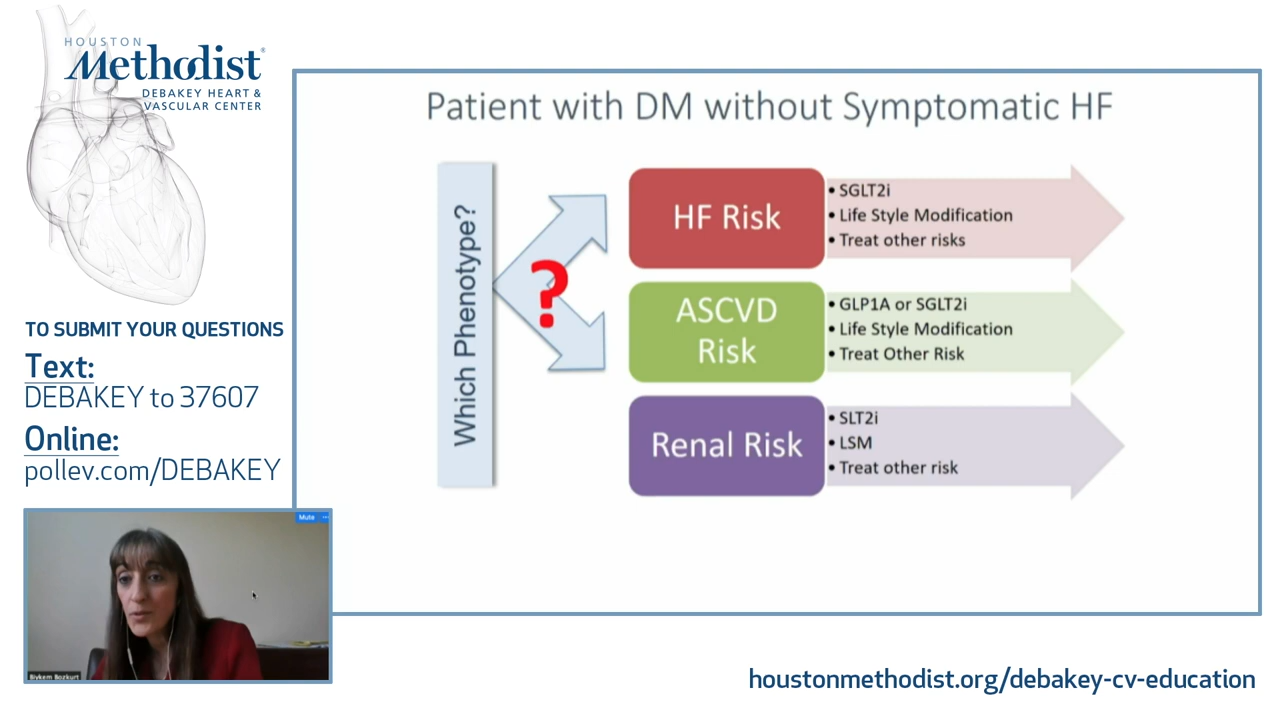 HOUSTON
Methodist®
DEBAKEY HEART &
VASCULAR CENTER
TO SUBMIT YOUR QUESTIONS
Text:
DEBAKEY to 37607
Online:
pollev.com/DEBAKEY
Mute
Biykem Bozkurt
Patient with DM without Symptomatic HF
Which Phenotype?
?
HF Risk
• SGLT2i
• Life Style Modification
• Treat other risks
ASCVD
Risk
• GLP1A or SGLT2i
• Life Style Modification
• Treat Other Risk
Renal Risk
• SLT2i
• LSM
• Treat other risk
houstonmethodist.org/debakey-cv-education